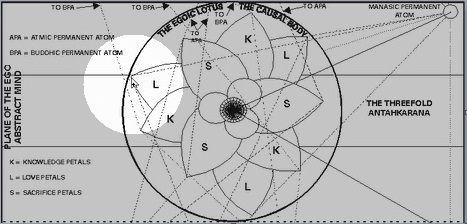 TO BPA
TO BPA
THE EGOIC LOTUS
THE CAUSAL BODY
TO APA
MANASIC PERMANENT
ATOM
TO
BPA
TO
APA
APA = ATMIC PERMANENT ATOM
BPA = BUDDHIC PERMANENT ATOM
PLANE OF THE EGO
ABSTRACT MIND
K
L
S
L
S
K
S
K
L
THE THREEFOLD
ANTAHKARANA
K = KNOWLEDGE PETALS
L = LOVE PETALS
S = SACRIFICE PETALS